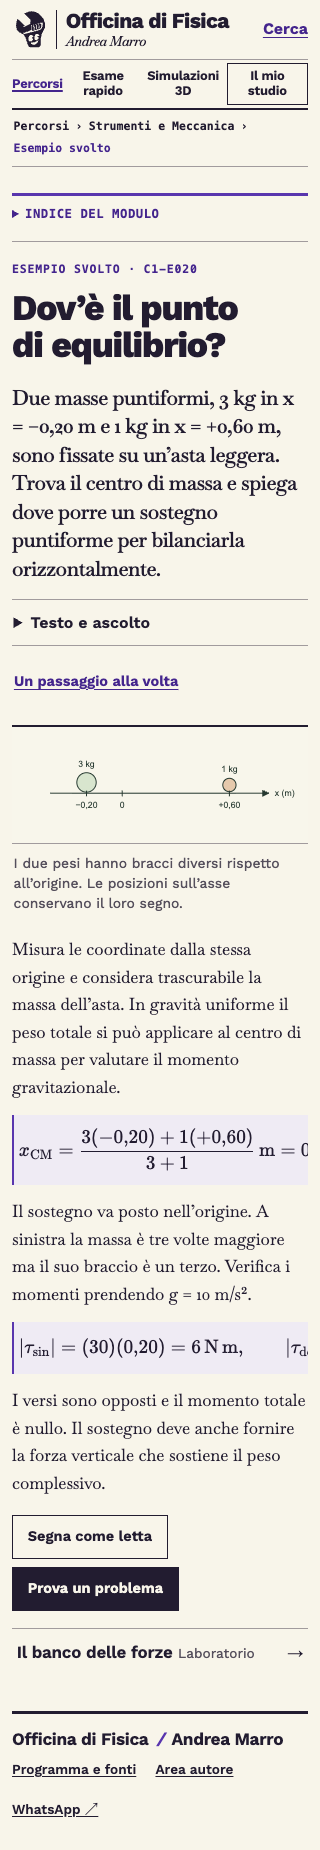 Officina di Fisica
Andrea Marro
Cerca
Percorsi
Esame
rapido
Simulazioni
3D
Il mio
studio
Percorsi › Strumenti e Meccanica ›
Esempio svolto
▶ INDICE DEL MODULO
ESEMPIO SVOLTO · C1–E020
Dov’è il punto
di equilibrio?
Due masse puntiformi, 3 kg in x
= −0,20 m e 1 kg in x = +0,60 m,
sono fissate su un’asta leggera.
Trova il centro di massa e spiega
dove porre un sostegno
puntiforme per bilanciarla
orizzontalmente.
▶ Testo e ascolto
Un passaggio alla volta
3 kg
1 kg
x (m)
−0,20
0
+0,60
I due pesi hanno bracci diversi rispetto
all’origine. Le posizioni sull’asse
conservano il loro segno.
Misura le coordinate dalla stessa
origine e considera trascurabile la
massa dell’asta. In gravità uniforme il
peso totale si può applicare al centro di
massa per valutare il momento
gravitazionale.
x_CM = (3(−0,20) + 1(+0,60)) / (3 + 1) m = 0
Il sostegno va posto nell’origine. A
sinistra la massa è tre volte maggiore
ma il suo braccio è un terzo. Verifica i
momenti prendendo g = 10 m/s².
|τ_sin| = (30)(0,20) = 6 N m, |τ_d
I versi sono opposti e il momento totale
è nullo. Il sostegno deve anche fornire
la forza verticale che sostiene il peso
complessivo.
Segna come letta
Prova un problema
Il banco delle forze Laboratorio →
Officina di Fisica / Andrea Marro
Programma e fonti
Area autore
WhatsApp ↗